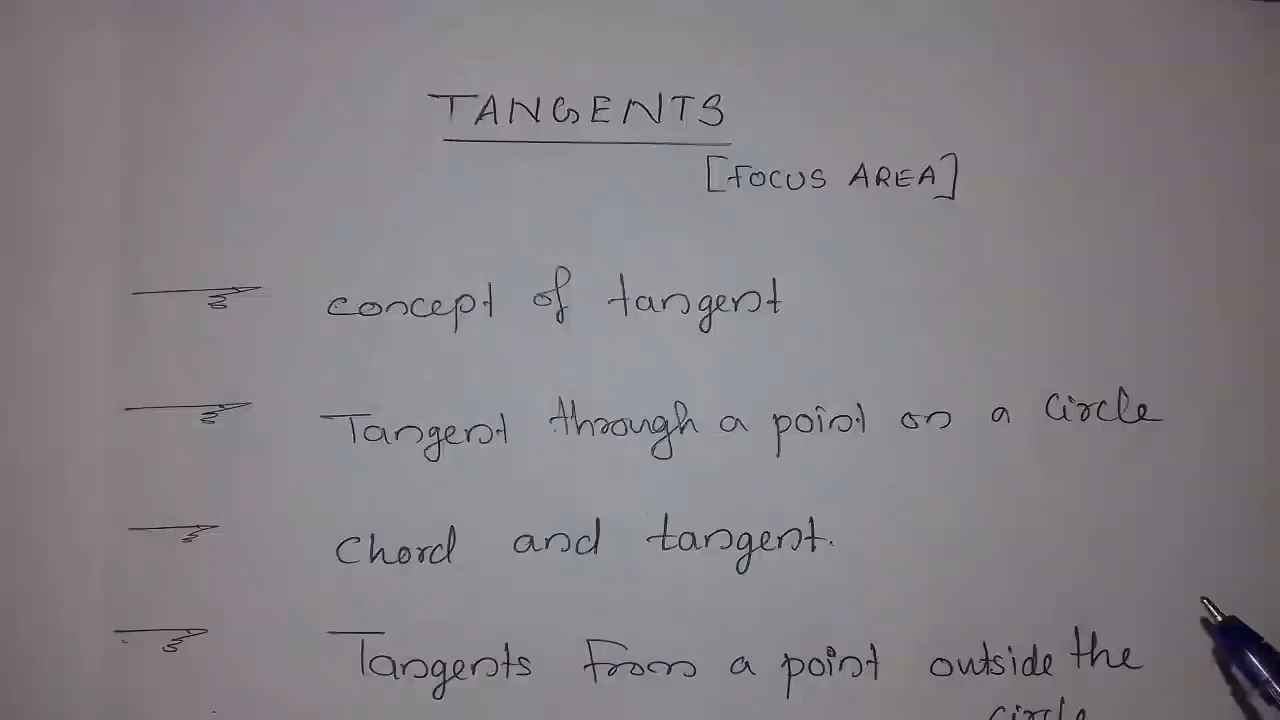 TANGENTS
[FOCUS AREA]
concept of tangent
Tangent through a point on a circle
chord and tangent.
Tangents from a point outside the
circle